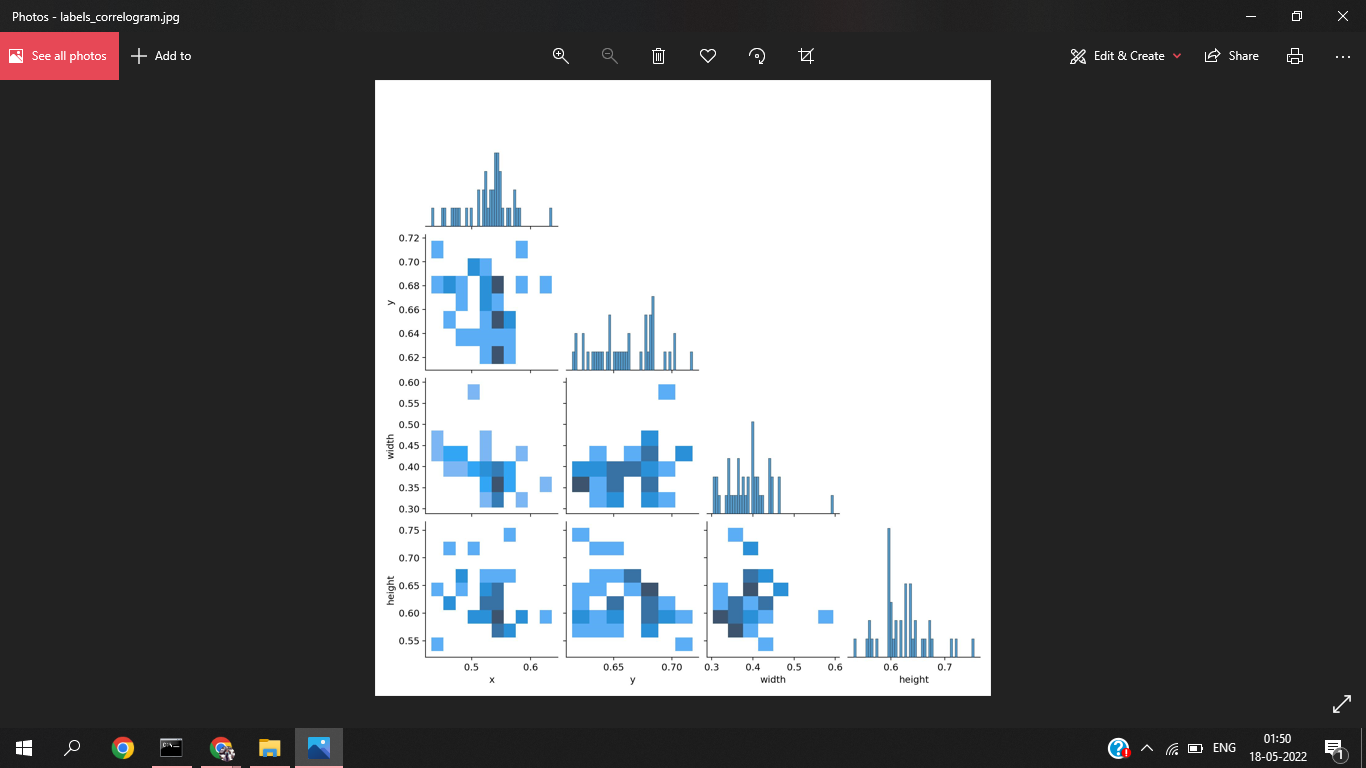 Photos - labels_correlogram.jpg
See all photos
Add to
Edit & Create
Share
0.72
0.70
0.68
0.66
0.64
0.62
y
0.60
0.55
0.50
0.45
0.40
0.35
0.30
width
0.75
0.70
0.65
0.60
0.55
height
0.5 0.6
0.65 0.70
0.3 0.4 0.5 0.6
0.6 0.7
x y width height
ENG
01:50
18-05-2022
1